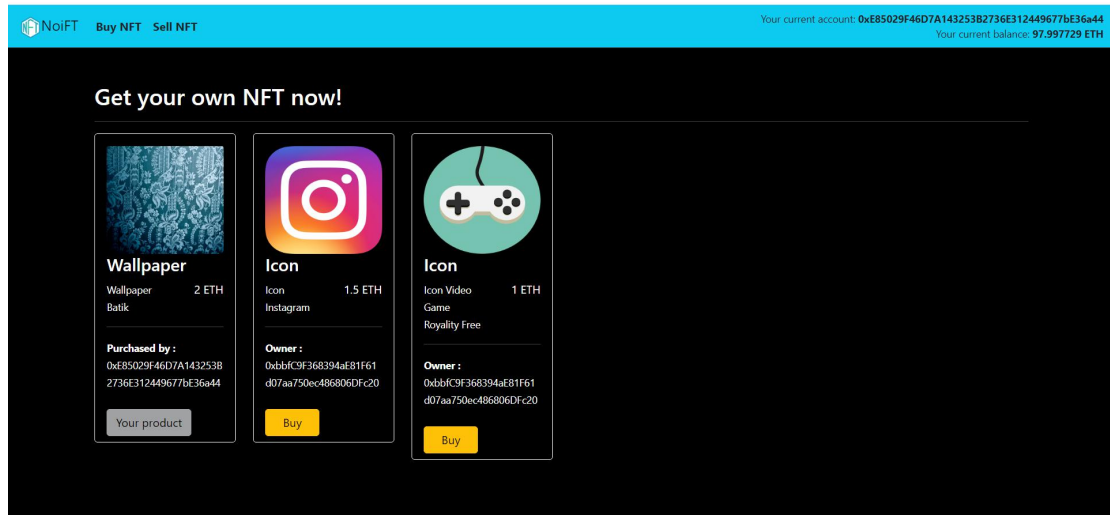 NFT NoiFT Buy NFT Sell NFT
Your current account: 0xE85029F46D7A143253B2736E312449677bE36a44
Your current balance: 97.997729 ETH
Get your own NFT now!
Wallpaper
Wallpaper 2 ETH
Batik
Purchased by :
0xE85029F46D7A143253B
2736E312449677bE36a44
Your product
Icon
Icon 1.5 ETH
Instagram
Owner :
0xbbfC9F368394aE81F61
d07aa750ec486806DFc20
Buy
Icon
Icon Video 1 ETH
Game
Royality Free
Owner :
0xbbfC9F368394aE81F61
d07aa750ec486806DFc20
Buy